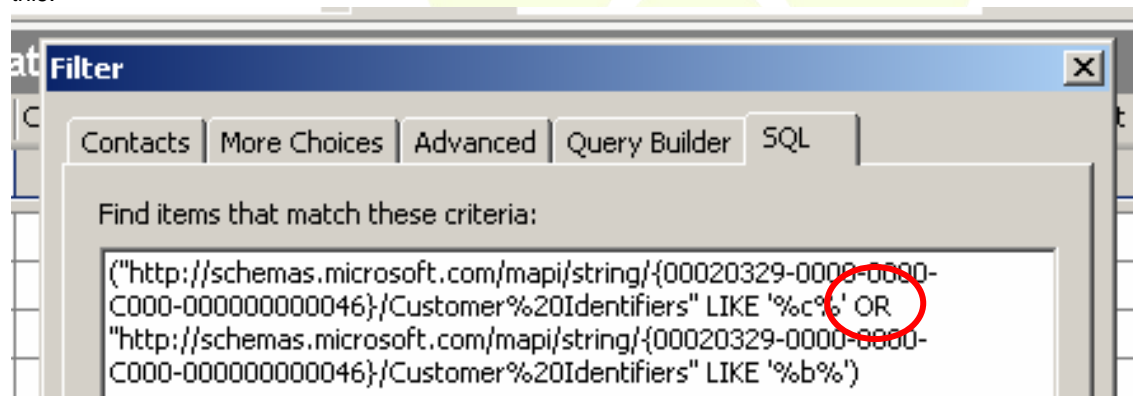 Filter
Contacts More Choices Advanced Query Builder SQL
Find items that match these criteria:
("http://schemas.microsoft.com/mapi/string/{00020329-0000-0000-
C000-000000000046}/Customer%20Identifiers" LIKE '%c%' OR
"http://schemas.microsoft.com/mapi/string/{00020329-0000-0000-
C000-000000000046}/Customer%20Identifiers" LIKE '%b%')